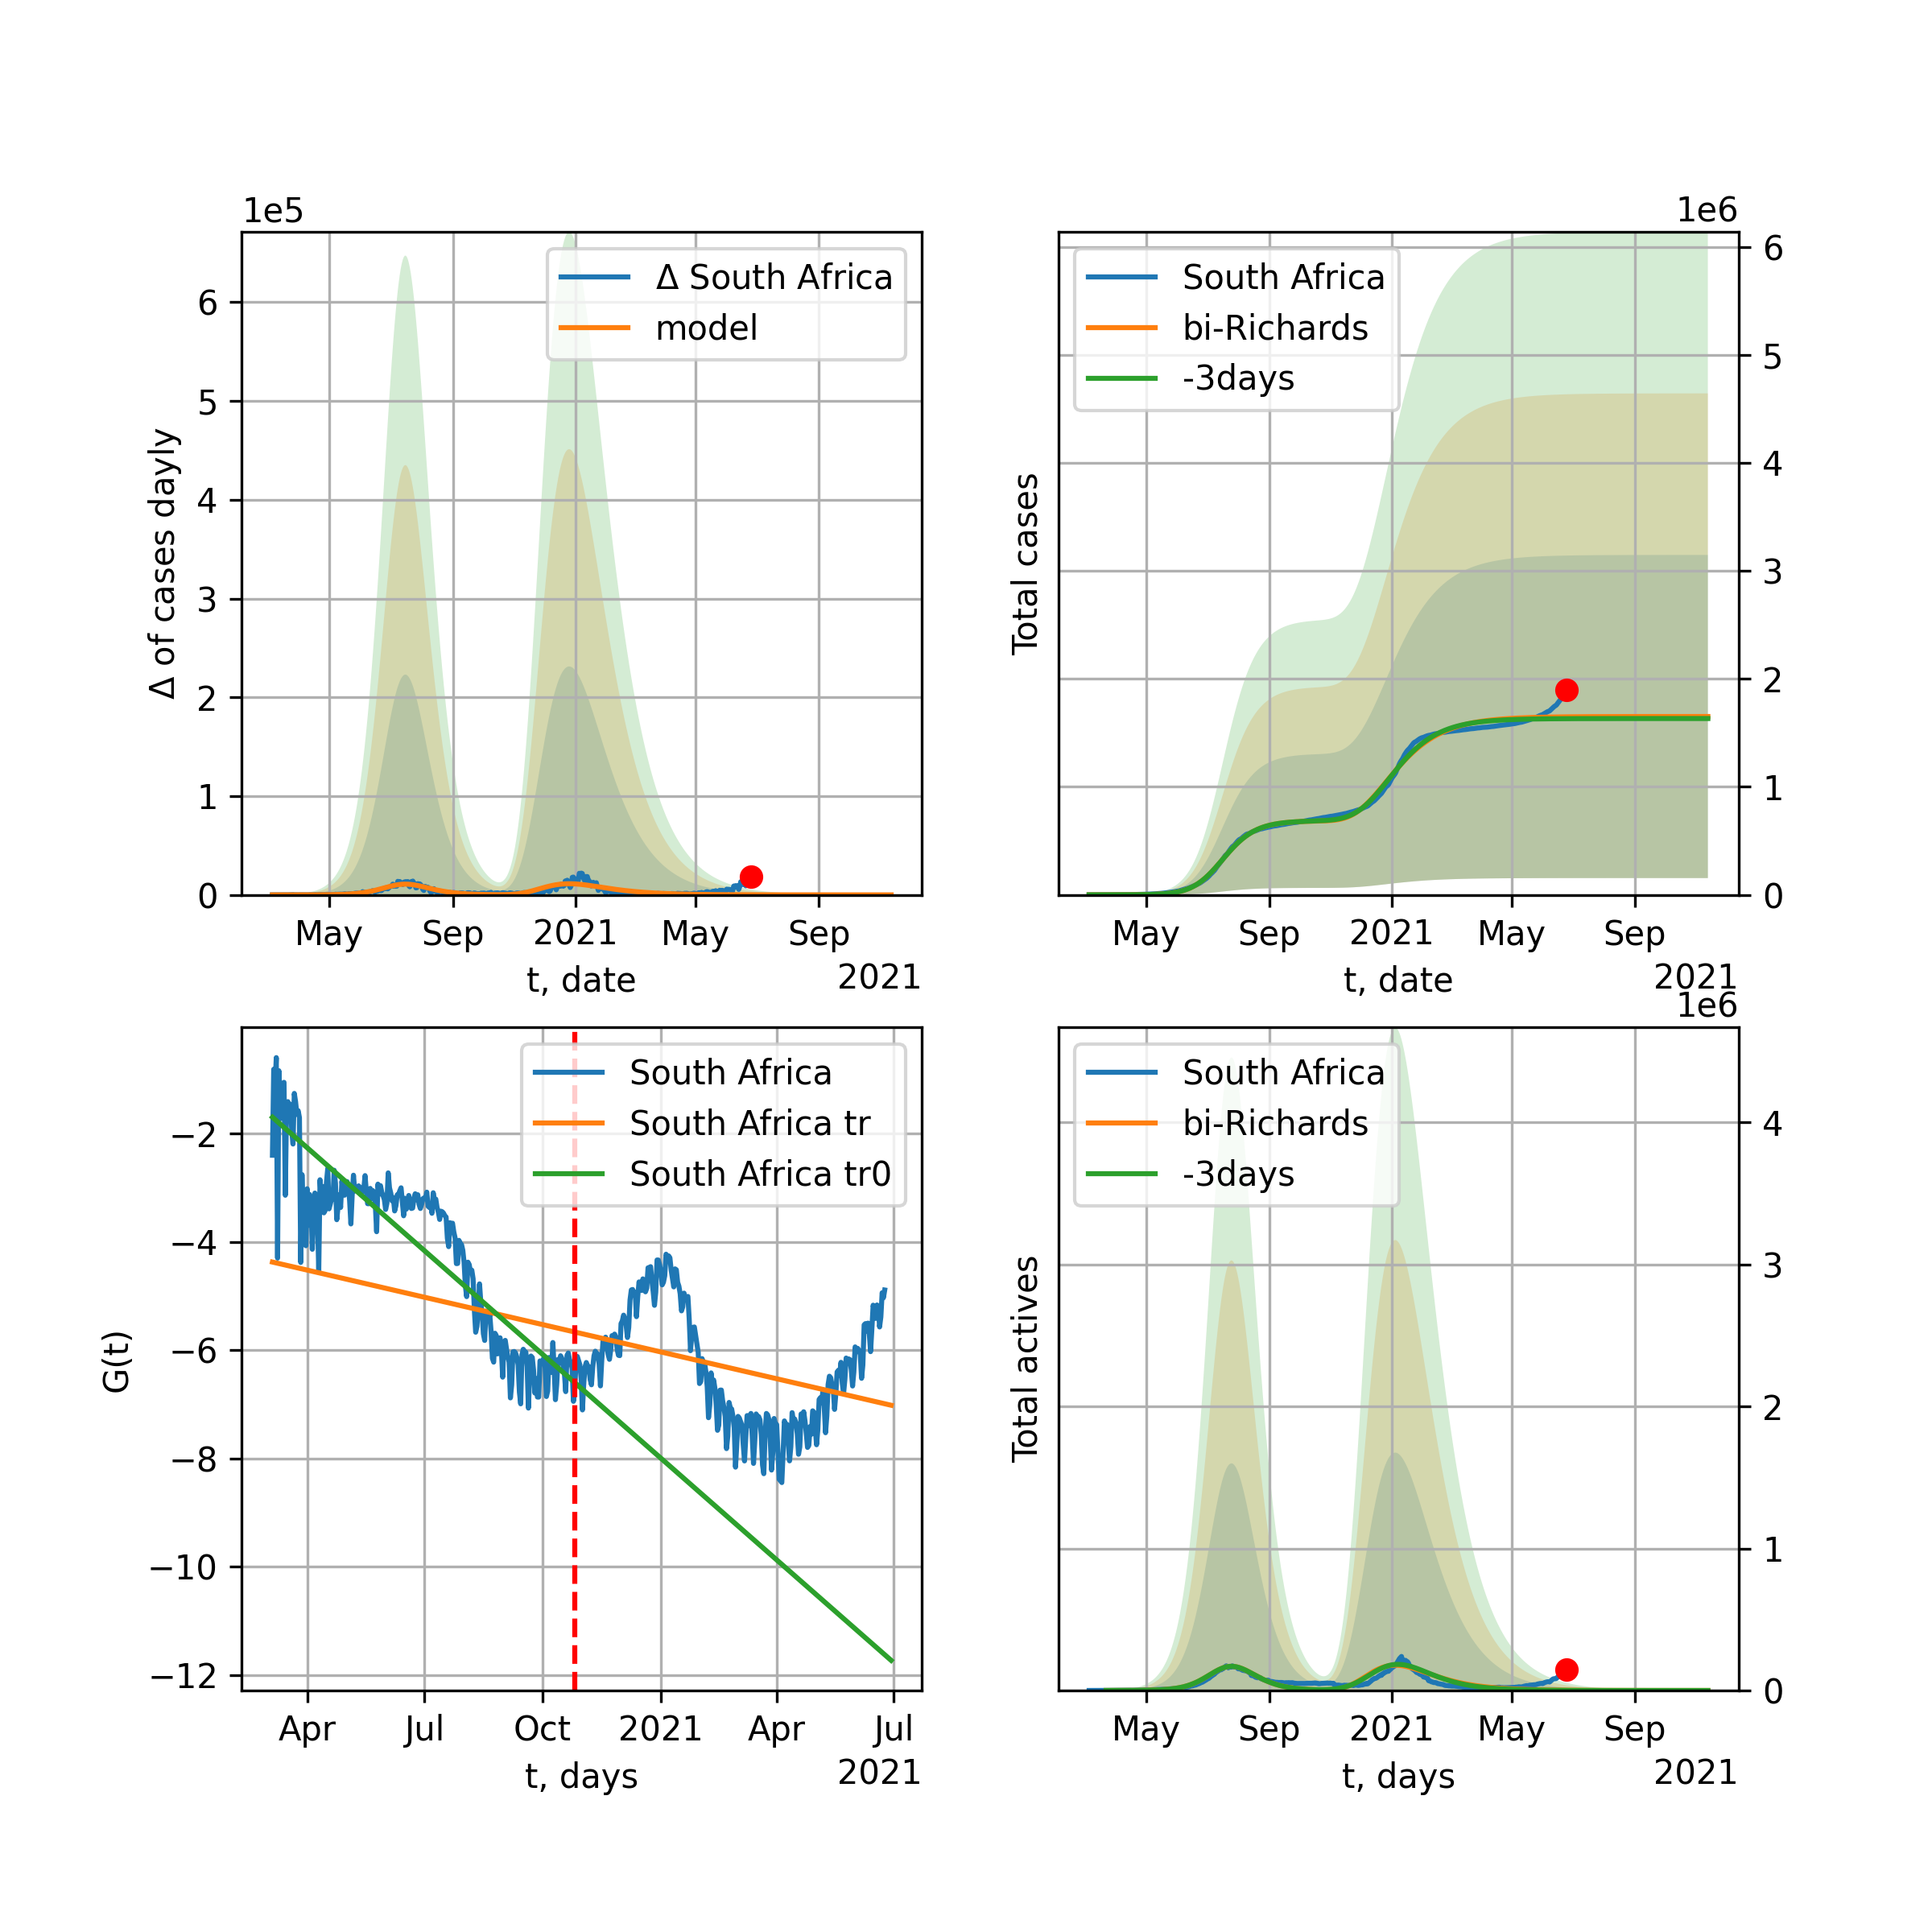 1e5
Δ of cases dayly
6
5
4
3
2
1
0
Δ South Africa
model
May Sep 2021 May Sep
t, date
2021
1e6
Total cases
South Africa
bi-Richards
-3days
6
5
4
3
2
1
0
May Sep 2021 May Sep
t, date
2021
G(t)
−2
−4
−6
−8
−10
−12
South Africa
South Africa tr
South Africa tr0
Apr Jul Oct 2021 Apr Jul
t, days
2021
1e6
Total actives
South Africa
bi-Richards
-3days
4
3
2
1
0
May Sep 2021 May Sep
t, days
2021